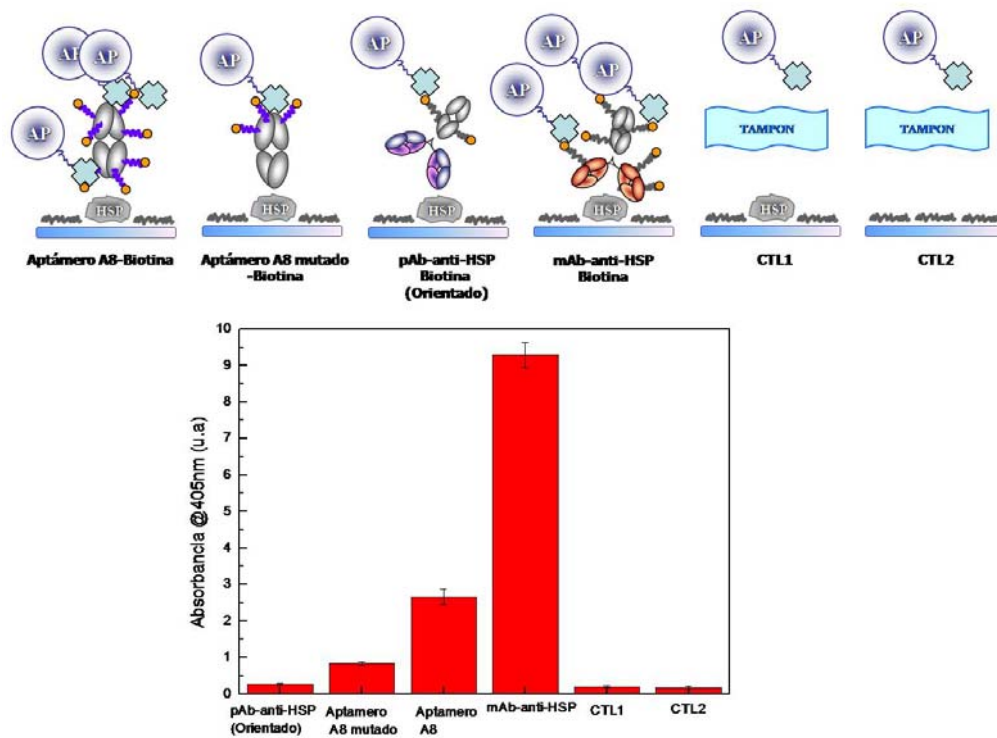 AP
AP
AP
AP
AP
AP
AP
AP
AP
AP
TAMPON
TAMPON
HSP
HSP
HSP
HSP
Aptámero A8-Biotina
Aptámero A8 mutado
-Biotina
pAb-anti-HSP
Biotina
(Orientado)
mAb-anti-HSP
Biotina
CTL1
CTL2
10
9
8
7
6
5
4
3
2
1
0
Absorbancia @405nm (u.a)
pAb-anti-HSP
(Orientado)
Aptamero
A8 mutado
Aptamero
A8
mAb-anti-HSP
CTL1
CTL2